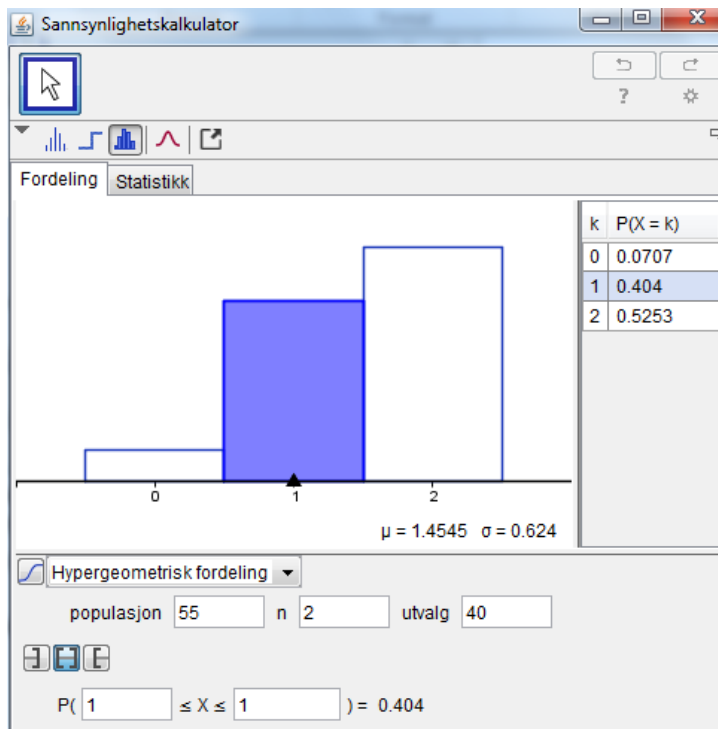 Sannsynlighetskalkulator
?
Fordeling Statistikk
k P(X = k)
0 0.0707
1 0.404
2 0.5253
0 1 2
μ = 1.4545 σ = 0.624
Hypergeometrisk fordeling
populasjon 55 n 2 utvalg 40
P( 1 ≤ X ≤ 1 ) = 0.404